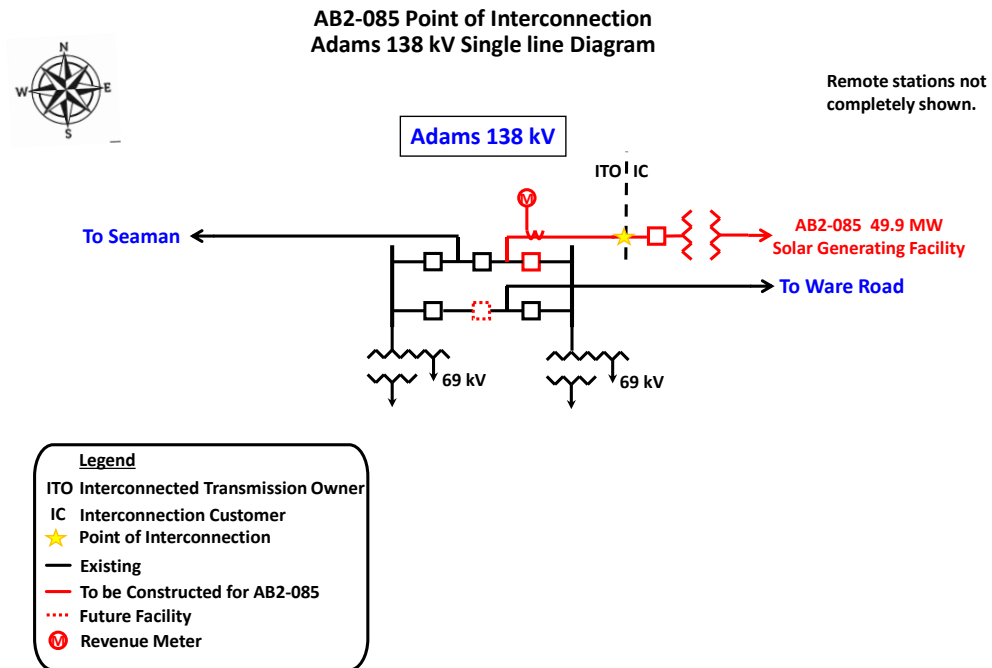 AB2-085 Point of Interconnection
Adams 138 kV Single line Diagram
N
W
E
S
Remote stations not
completely shown.
Adams 138 kV
ITO IC
M
To Seaman
AB2-085 49.9 MW
Solar Generating Facility
To Ware Road
69 kV
69 kV
Legend
ITO Interconnected Transmission Owner
IC Interconnection Customer
Point of Interconnection
Existing
To be Constructed for AB2-085
Future Facility
M Revenue Meter